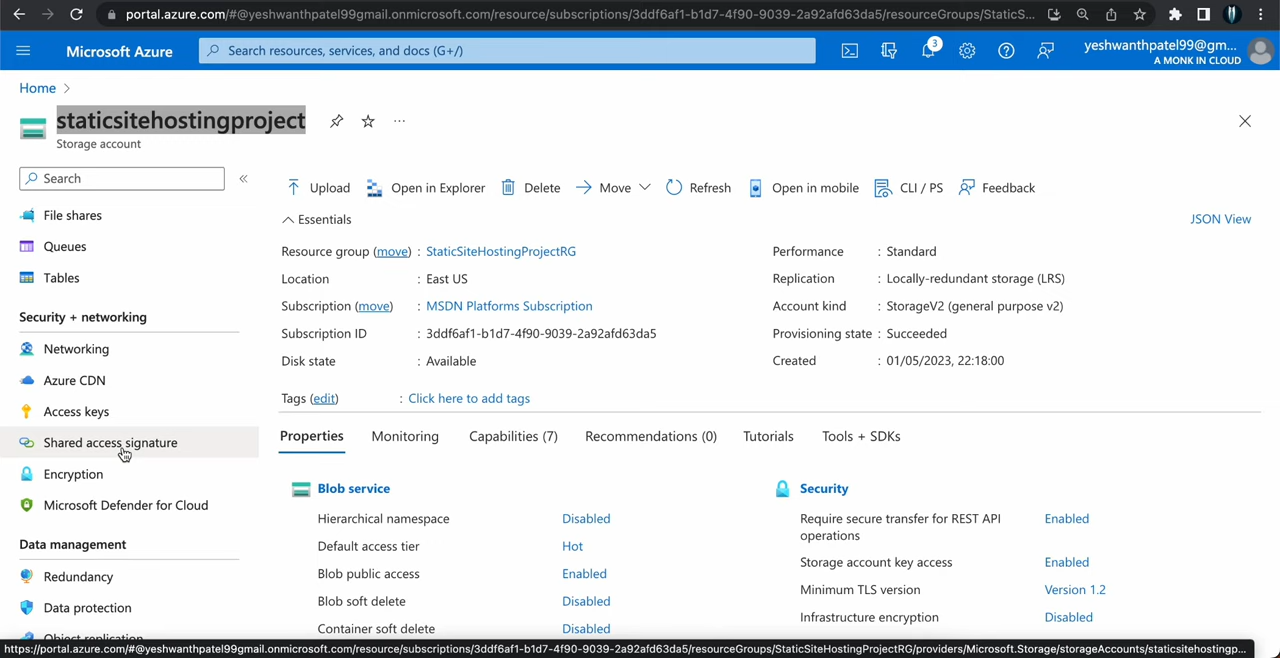 portal.azure.com/#@yeshwanthpatel99gmail.onmicrosoft.com/resource/subscriptions/3ddf6af1-b1d7-4f90-9039-2a92afd63da5/resourceGroups/StaticS...
Microsoft Azure
Search resources, services, and docs (G+/)
3
yeshwanthpatel99@gm...
A MONK IN CLOUD
Home >
staticsitehostingproject
...
Storage account
Search
«
Upload
Open in Explorer
Delete
Move
Refresh
Open in mobile
CLI / PS
Feedback
File shares
Queues
Tables
Security + networking
Networking
Azure CDN
Access keys
Shared access signature
Encryption
Microsoft Defender for Cloud
Data management
Redundancy
Data protection
Object replication
Essentials
JSON View
Resource group (move) : StaticSiteHostingProjectRG
Location : East US
Subscription (move) : MSDN Platforms Subscription
Subscription ID : 3ddf6af1-b1d7-4f90-9039-2a92afd63da5
Disk state : Available
Performance : Standard
Replication : Locally-redundant storage (LRS)
Account kind : StorageV2 (general purpose v2)
Provisioning state : Succeeded
Created : 01/05/2023, 22:18:00
Tags (edit) : Click here to add tags
Properties
Monitoring
Capabilities (7)
Recommendations (0)
Tutorials
Tools + SDKs
Blob service
Hierarchical namespace Disabled
Default access tier Hot
Blob public access Enabled
Blob soft delete Disabled
Container soft delete Disabled
Security
Require secure transfer for REST API Enabled
operations
Storage account key access Enabled
Minimum TLS version Version 1.2
Infrastructure encryption Disabled
https://portal.azure.com/#@yeshwanthpatel99gmail.onmicrosoft.com/resource/subscriptions/3ddf6af1-b1d7-4f90-9039-2a92afd63da5/resourceGroups/StaticSiteHostingProjectRG/providers/Microsoft.Storage/storageAccounts/staticsitehostingp...